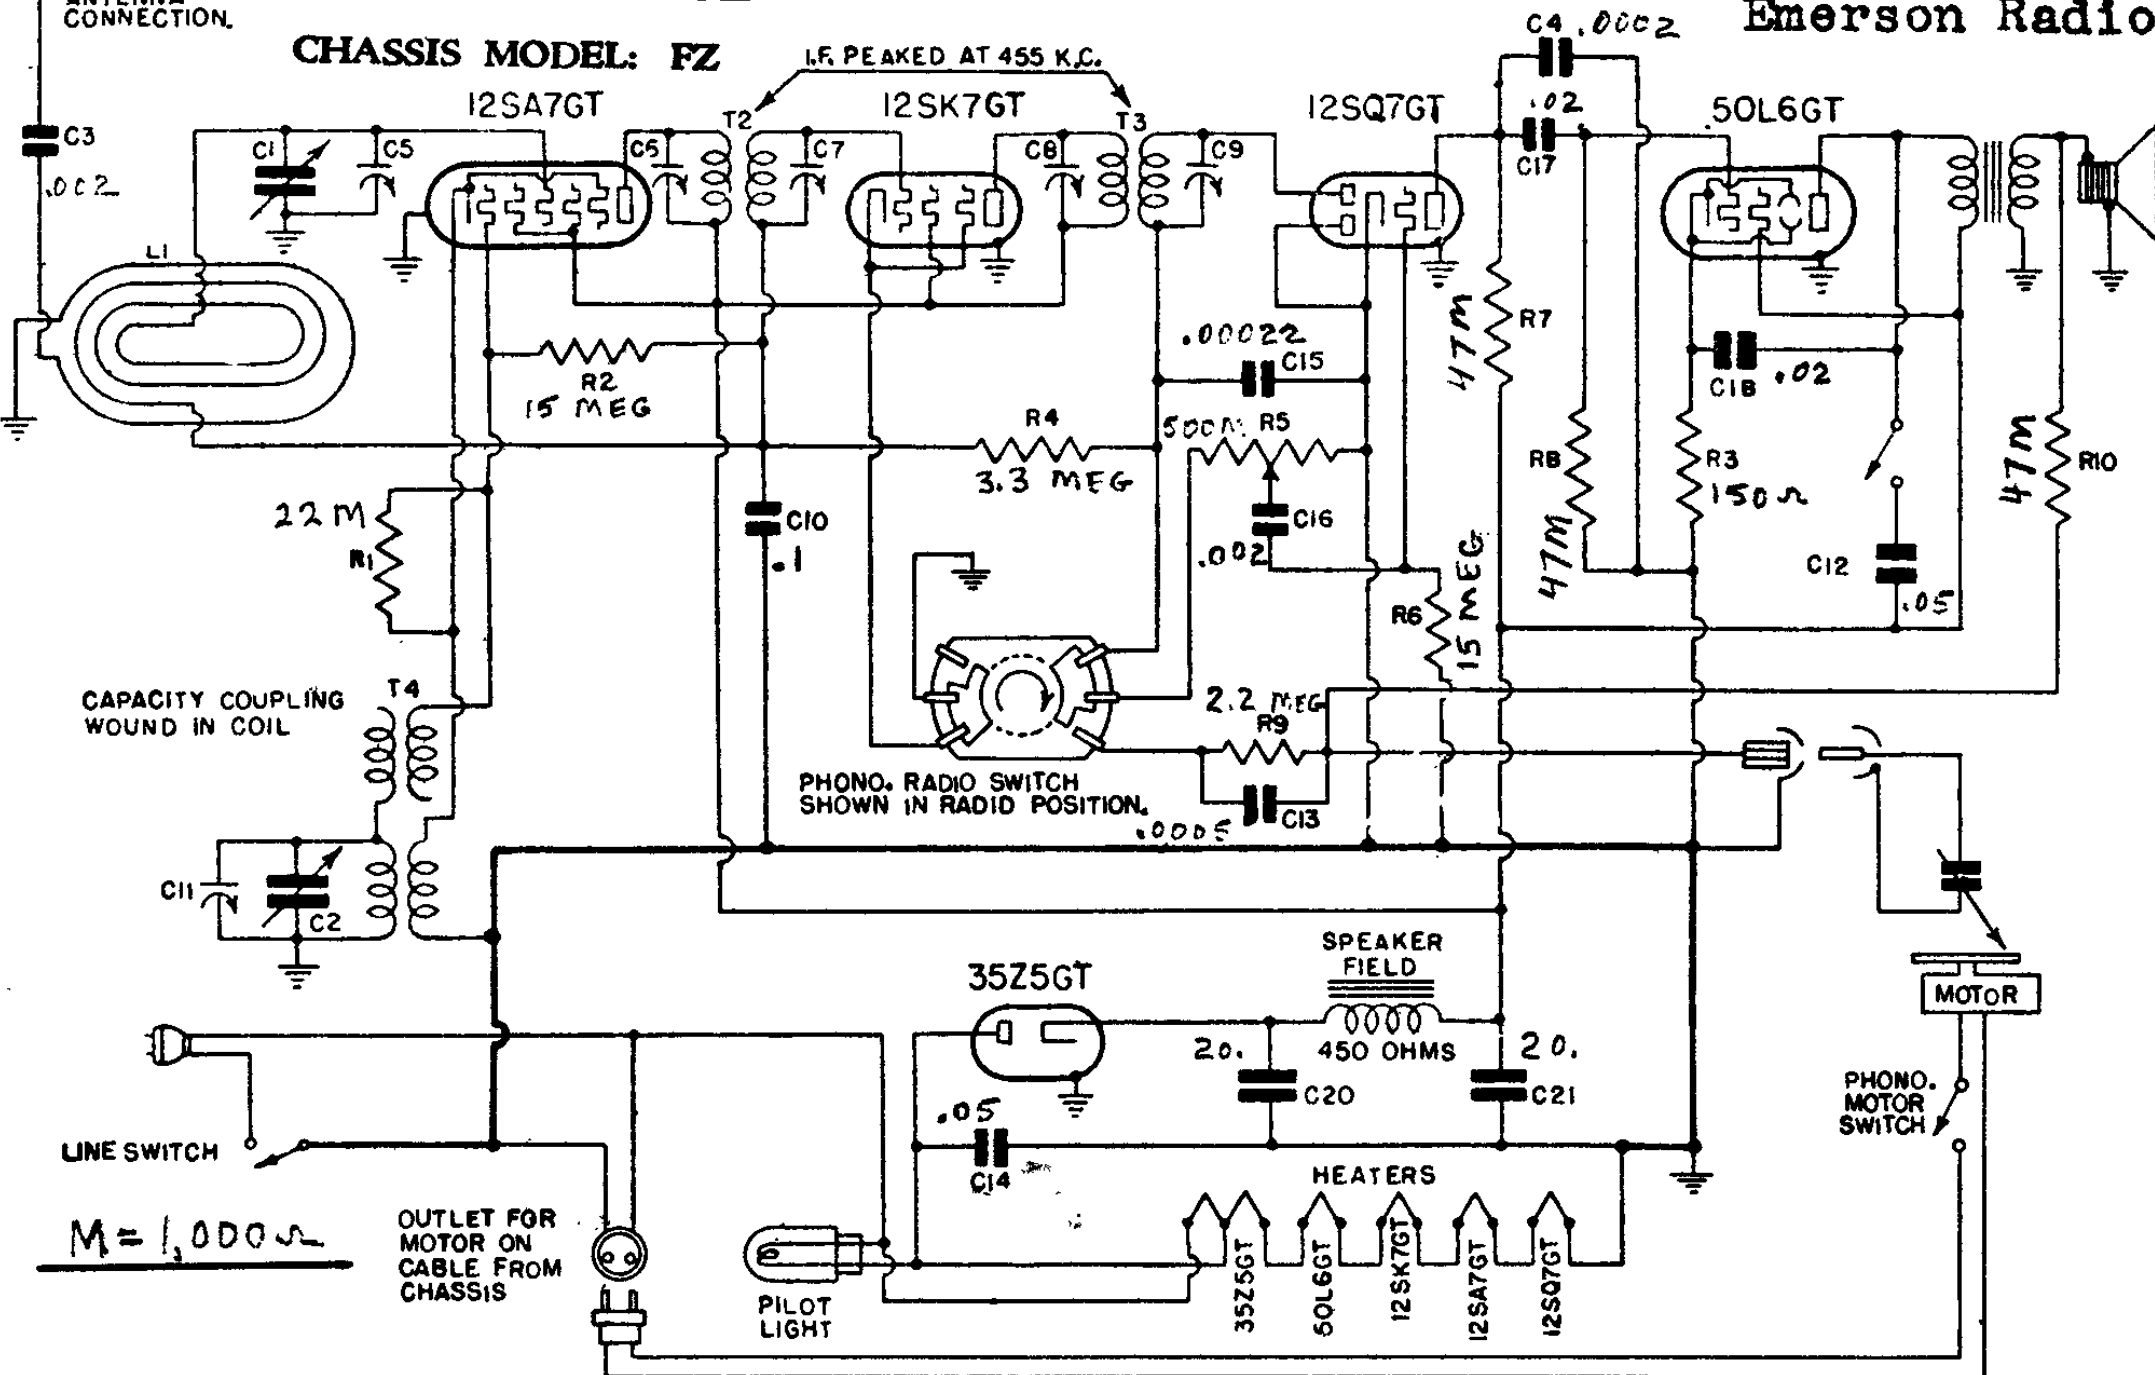 CONNECTION.
Emerson Radio
CHASSIS MODEL: FZ
I.F. PEAKED AT 455 K.C.
C4 .0002
12SA7GT
12SK7GT
12SQ7GT
50L6GT
T2
T3
.02
C17
C3
.002
C1
C5
C6
C7
C8
C9
L1
R2
15 MEG
.00022
C15
R7
47M
C18
.02
R4
3.3 MEG
500M
R5
R8
47M
R3
150Ω
R10
47M
22M
R1
C10
.1
C16
.002
R6
15 MEG
C12
.05
T4
CAPACITY COUPLING
WOUND IN COIL
2.2 MEG
R9
PHONO. RADIO SWITCH
SHOWN IN RADIO POSITION.
C13
.0005
C11
C2
SPEAKER
FIELD
450 OHMS
35Z5GT
20.
C20
20.
C21
MOTOR
PHONO.
MOTOR
SWITCH
.05
C14
LINE SWITCH
HEATERS
35Z5GT
50L6GT
12SK7GT
12SA7GT
12SQ7GT
M = 1,000Ω
OUTLET FOR
MOTOR ON
CABLE FROM
CHASSIS
PILOT
LIGHT